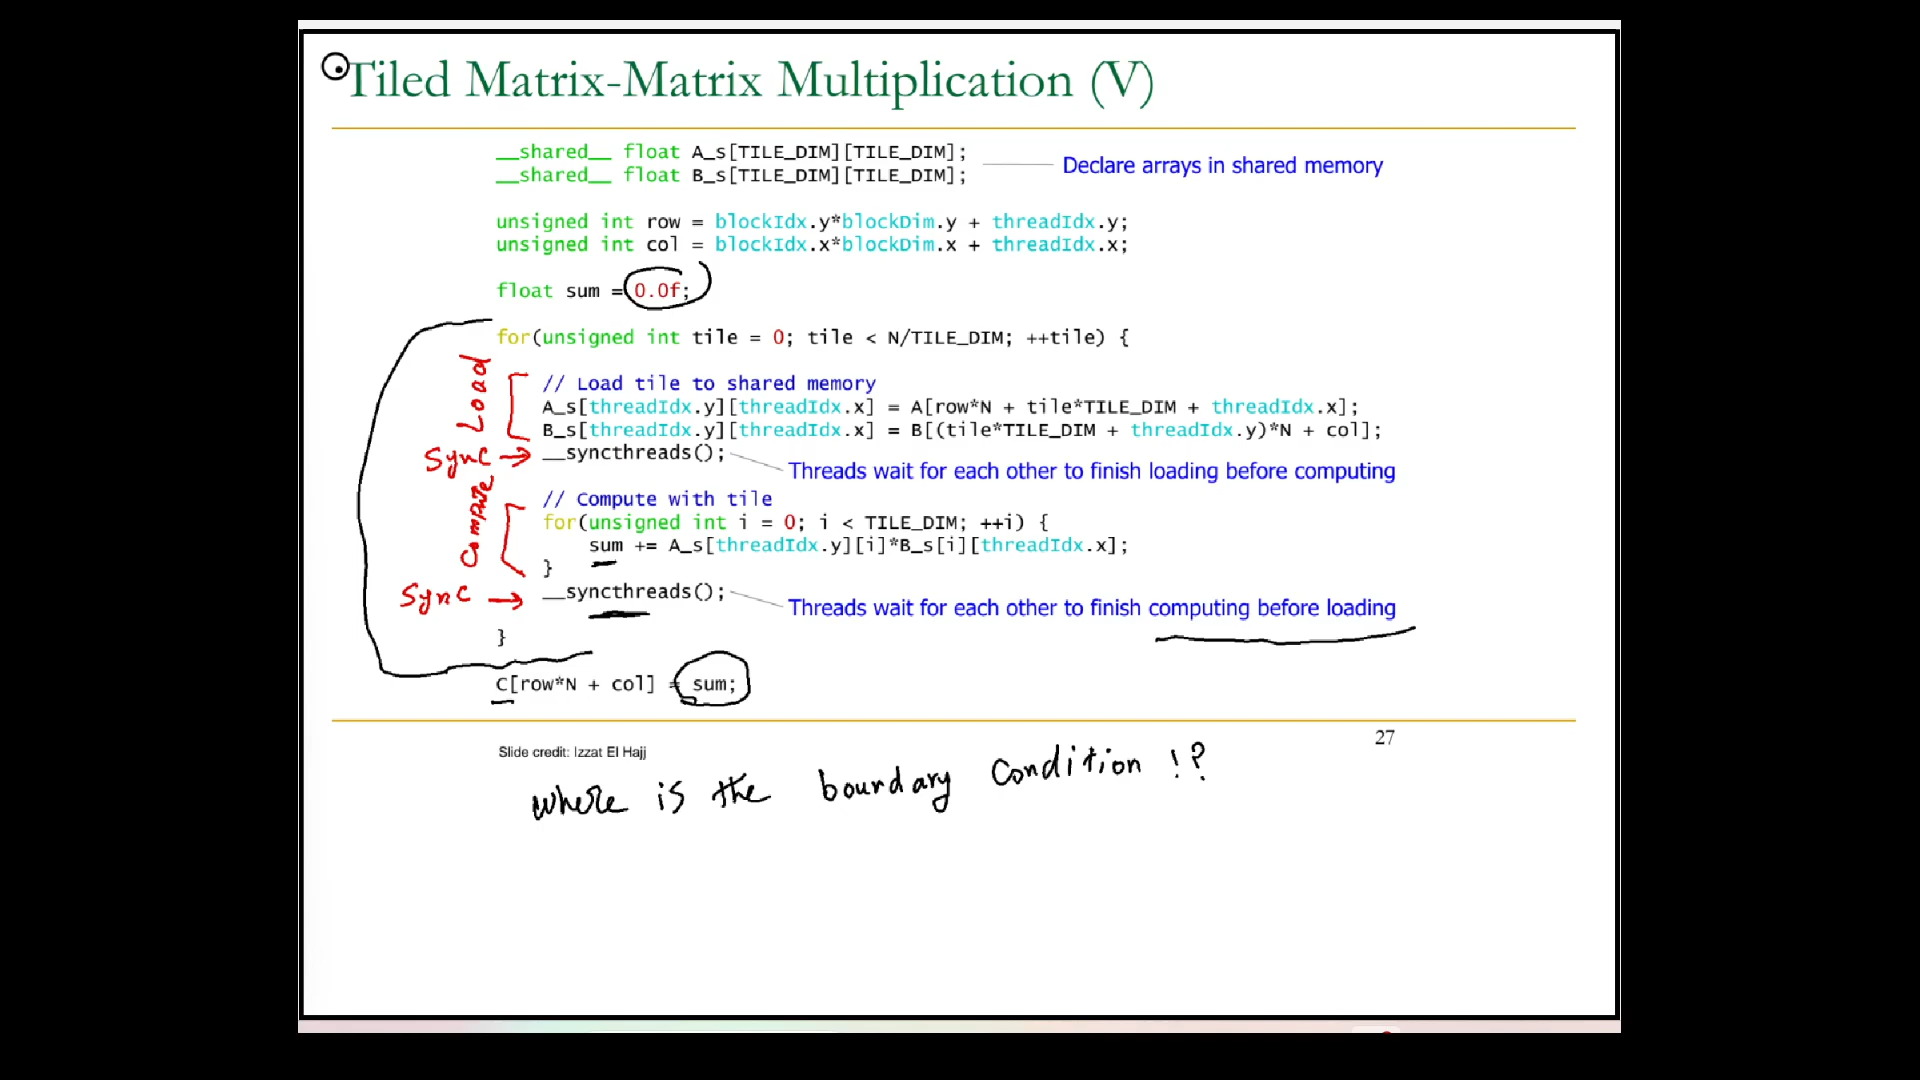 Tiled Matrix-Matrix Multiplication (V)
__shared__ float A_s[TILE_DIM][TILE_DIM];
__shared__ float B_s[TILE_DIM][TILE_DIM];
Declare arrays in shared memory
unsigned int row = blockIdx.y*blockDim.y + threadIdx.y;
unsigned int col = blockIdx.x*blockDim.x + threadIdx.x;
float sum = 0.0f;
for(unsigned int tile = 0; tile < N/TILE_DIM; ++tile) {
Load
// Load tile to shared memory
A_s[threadIdx.y][threadIdx.x] = A[row*N + tile*TILE_DIM + threadIdx.x];
B_s[threadIdx.y][threadIdx.x] = B[(tile*TILE_DIM + threadIdx.y)*N + col];
Sync → __syncthreads();
Threads wait for each other to finish loading before computing
Compute
// Compute with tile
for(unsigned int i = 0; i < TILE_DIM; ++i) {
sum += A_s[threadIdx.y][i]*B_s[i][threadIdx.x];
}
Sync → __syncthreads();
Threads wait for each other to finish computing before loading
}
C[row*N + col] = sum;
Slide credit: Izzat El Hajj
27
where is the boundary condition !?